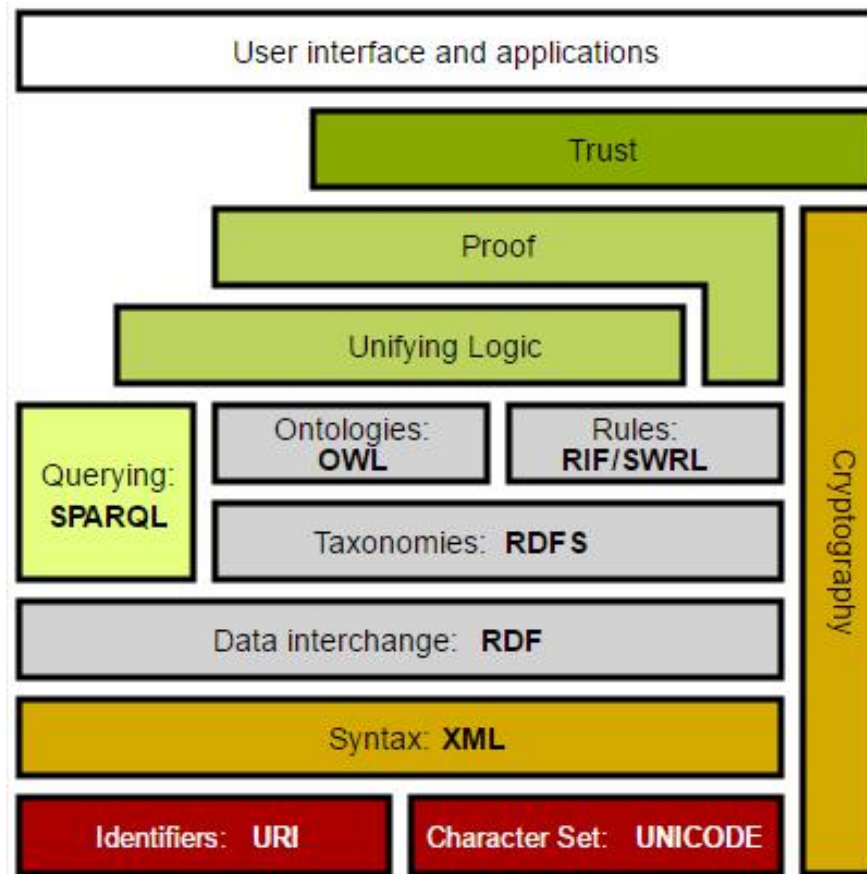 User interface and applications
Trust
Proof
Unifying Logic
Ontologies:
OWL
Rules:
RIF/SWRL
Querying:
SPARQL
Taxonomies: RDFS
Cryptography
Data interchange: RDF
Syntax: XML
Identifiers: URI
Character Set: UNICODE